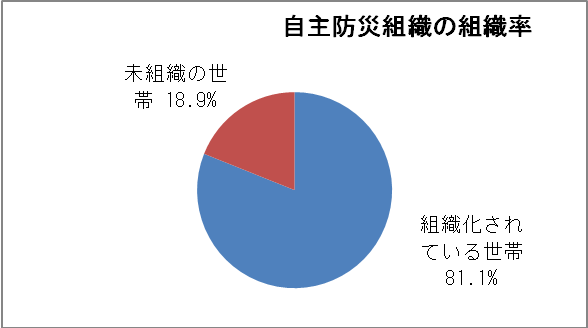 自主防災組織の組織率
未組織の世
帯 18.9%
組織化され
ている世帯
81.1%